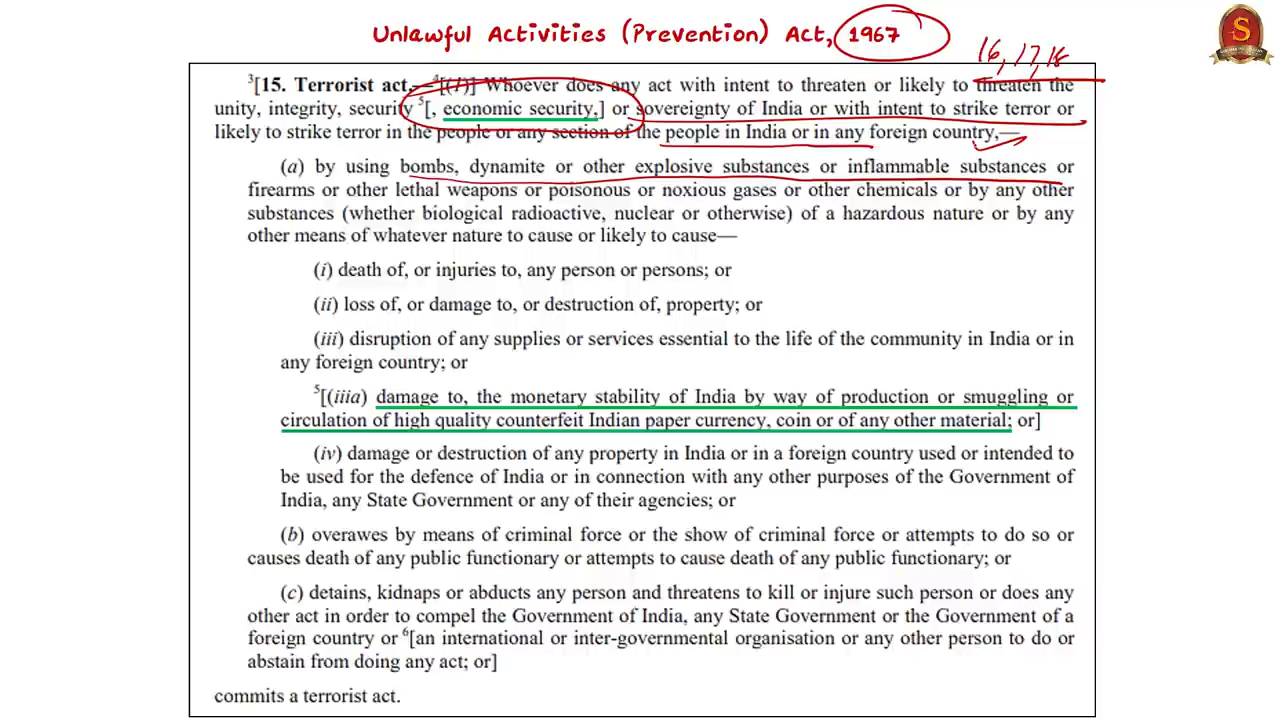 Unlawful Activities (Prevention) Act, 1967
16, 17, 18
S
³[15. Terrorist act.—⁴[(1)] Whoever does any act with intent to threaten or likely to threaten the
unity, integrity, security ⁵[, economic security,] or sovereignty of India or with intent to strike terror or
likely to strike terror in the people or any section of the people in India or in any foreign country,—
(a) by using bombs, dynamite or other explosive substances or inflammable substances or
firearms or other lethal weapons or poisonous or noxious gases or other chemicals or by any other
substances (whether biological radioactive, nuclear or otherwise) of a hazardous nature or by any
other means of whatever nature to cause or likely to cause—
(i) death of, or injuries to, any person or persons; or
(ii) loss of, or damage to, or destruction of, property; or
(iii) disruption of any supplies or services essential to the life of the community in India or in
any foreign country; or
⁵[(iiia) damage to, the monetary stability of India by way of production or smuggling or
circulation of high quality counterfeit Indian paper currency, coin or of any other material; or]
(iv) damage or destruction of any property in India or in a foreign country used or intended to
be used for the defence of India or in connection with any other purposes of the Government of
India, any State Government or any of their agencies; or
(b) overawes by means of criminal force or the show of criminal force or attempts to do so or
causes death of any public functionary or attempts to cause death of any public functionary; or
(c) detains, kidnaps or abducts any person and threatens to kill or injure such person or does any
other act in order to compel the Government of India, any State Government or the Government of a
foreign country or ⁶[an international or inter-governmental organisation or any other person to do or
abstain from doing any act; or]
commits a terrorist act.